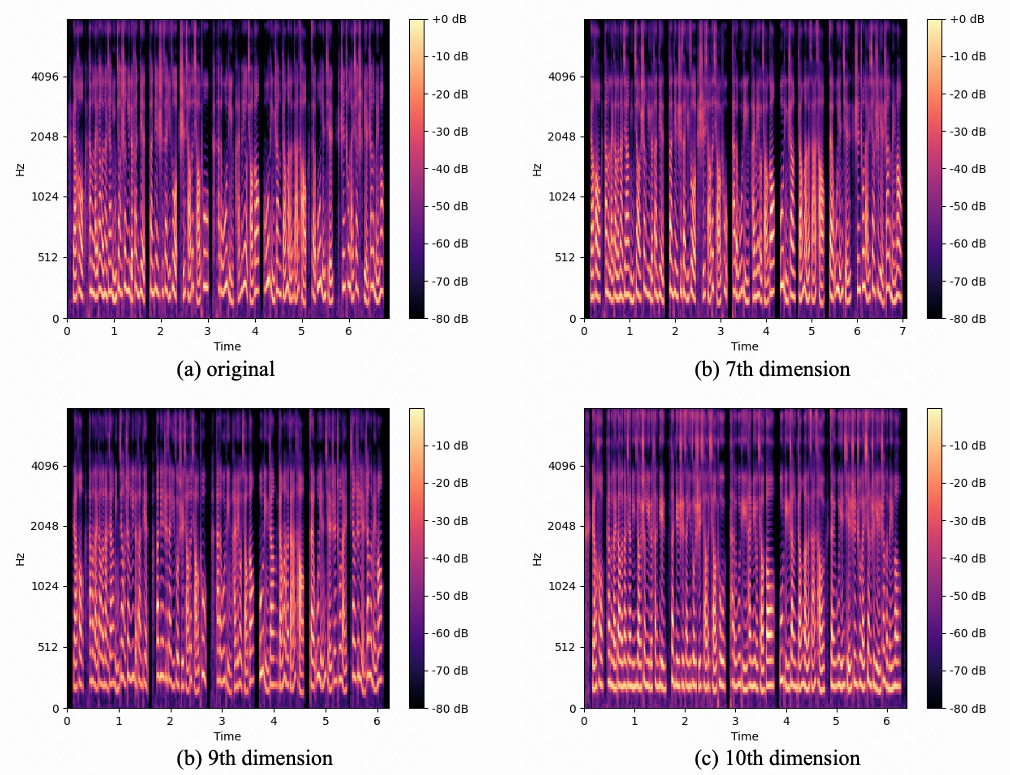 +0 dB
-10 dB
-20 dB
-30 dB
-40 dB
-50 dB
-60 dB
-70 dB
-80 dB
4096
2048
1024
512
0
Hz
0 1 2 3 4 5 6
Time
(a) original
+0 dB
-10 dB
-20 dB
-30 dB
-40 dB
-50 dB
-60 dB
-70 dB
-80 dB
4096
2048
1024
512
0
Hz
0 1 2 3 4 5 6 7
Time
(b) 7th dimension
-10 dB
-20 dB
-30 dB
-40 dB
-50 dB
-60 dB
-70 dB
-80 dB
4096
2048
1024
512
0
Hz
0 1 2 3 4 5 6
Time
(b) 9th dimension
-10 dB
-20 dB
-30 dB
-40 dB
-50 dB
-60 dB
-70 dB
-80 dB
4096
2048
1024
512
0
Hz
0 1 2 3 4 5 6
Time
(c) 10th dimension